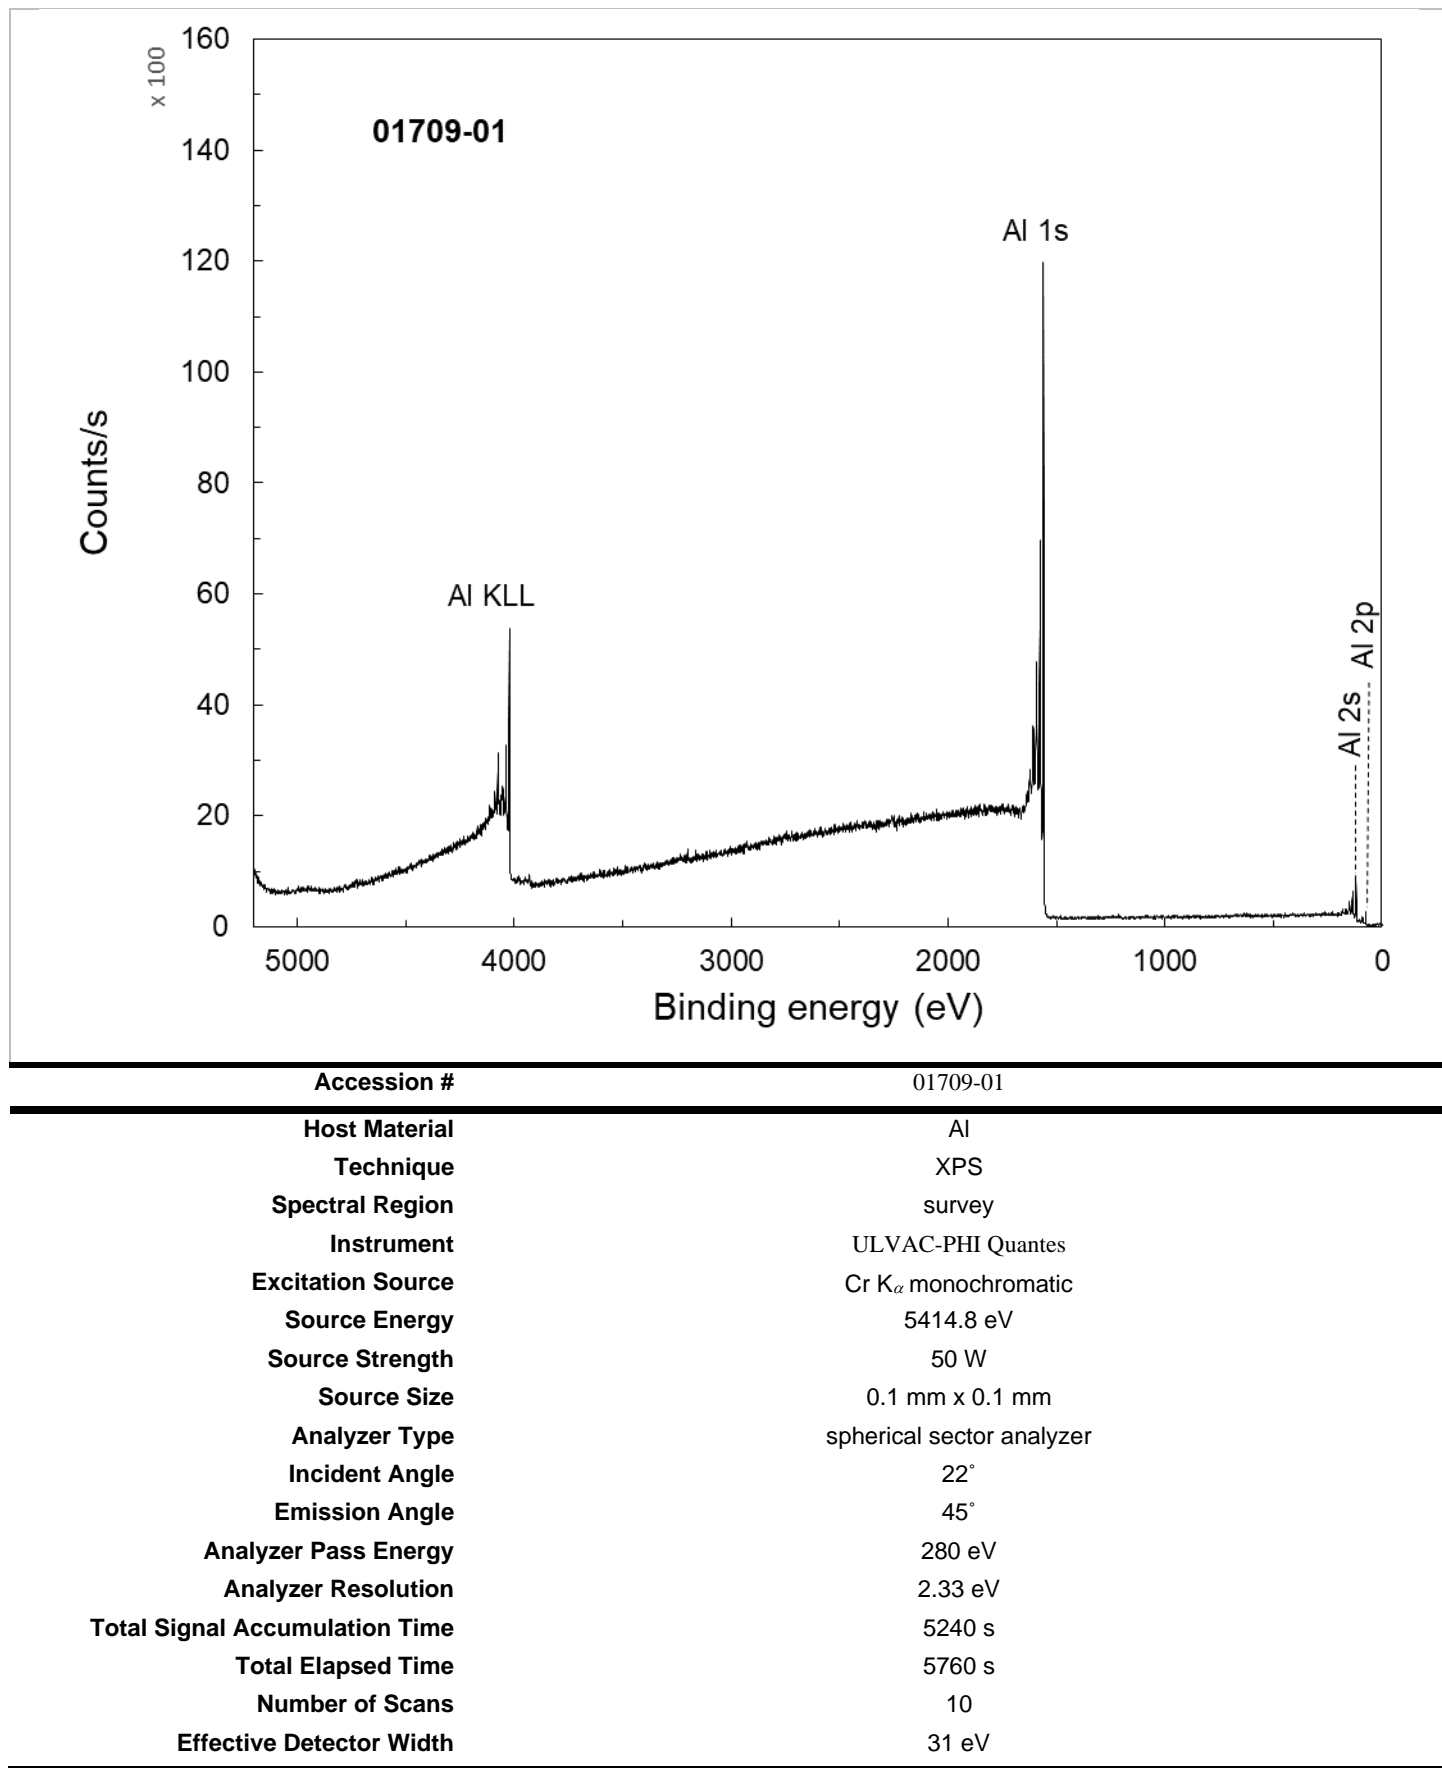 x 100
160
140
120
100
80
60
40
20
0
Counts/s
01709-01
Al KLL
Al 1s
Al 2s
Al 2p
5000 4000 3000 2000 1000 0
Binding energy (eV)
Accession # 01709-01
Host Material Al
Technique XPS
Spectral Region survey
Instrument ULVAC-PHI Quantes
Excitation Source Cr Kα monochromatic
Source Energy 5414.8 eV
Source Strength 50 W
Source Size 0.1 mm x 0.1 mm
Analyzer Type spherical sector analyzer
Incident Angle 22˚
Emission Angle 45˚
Analyzer Pass Energy 280 eV
Analyzer Resolution 2.33 eV
Total Signal Accumulation Time 5240 s
Total Elapsed Time 5760 s
Number of Scans 10
Effective Detector Width 31 eV